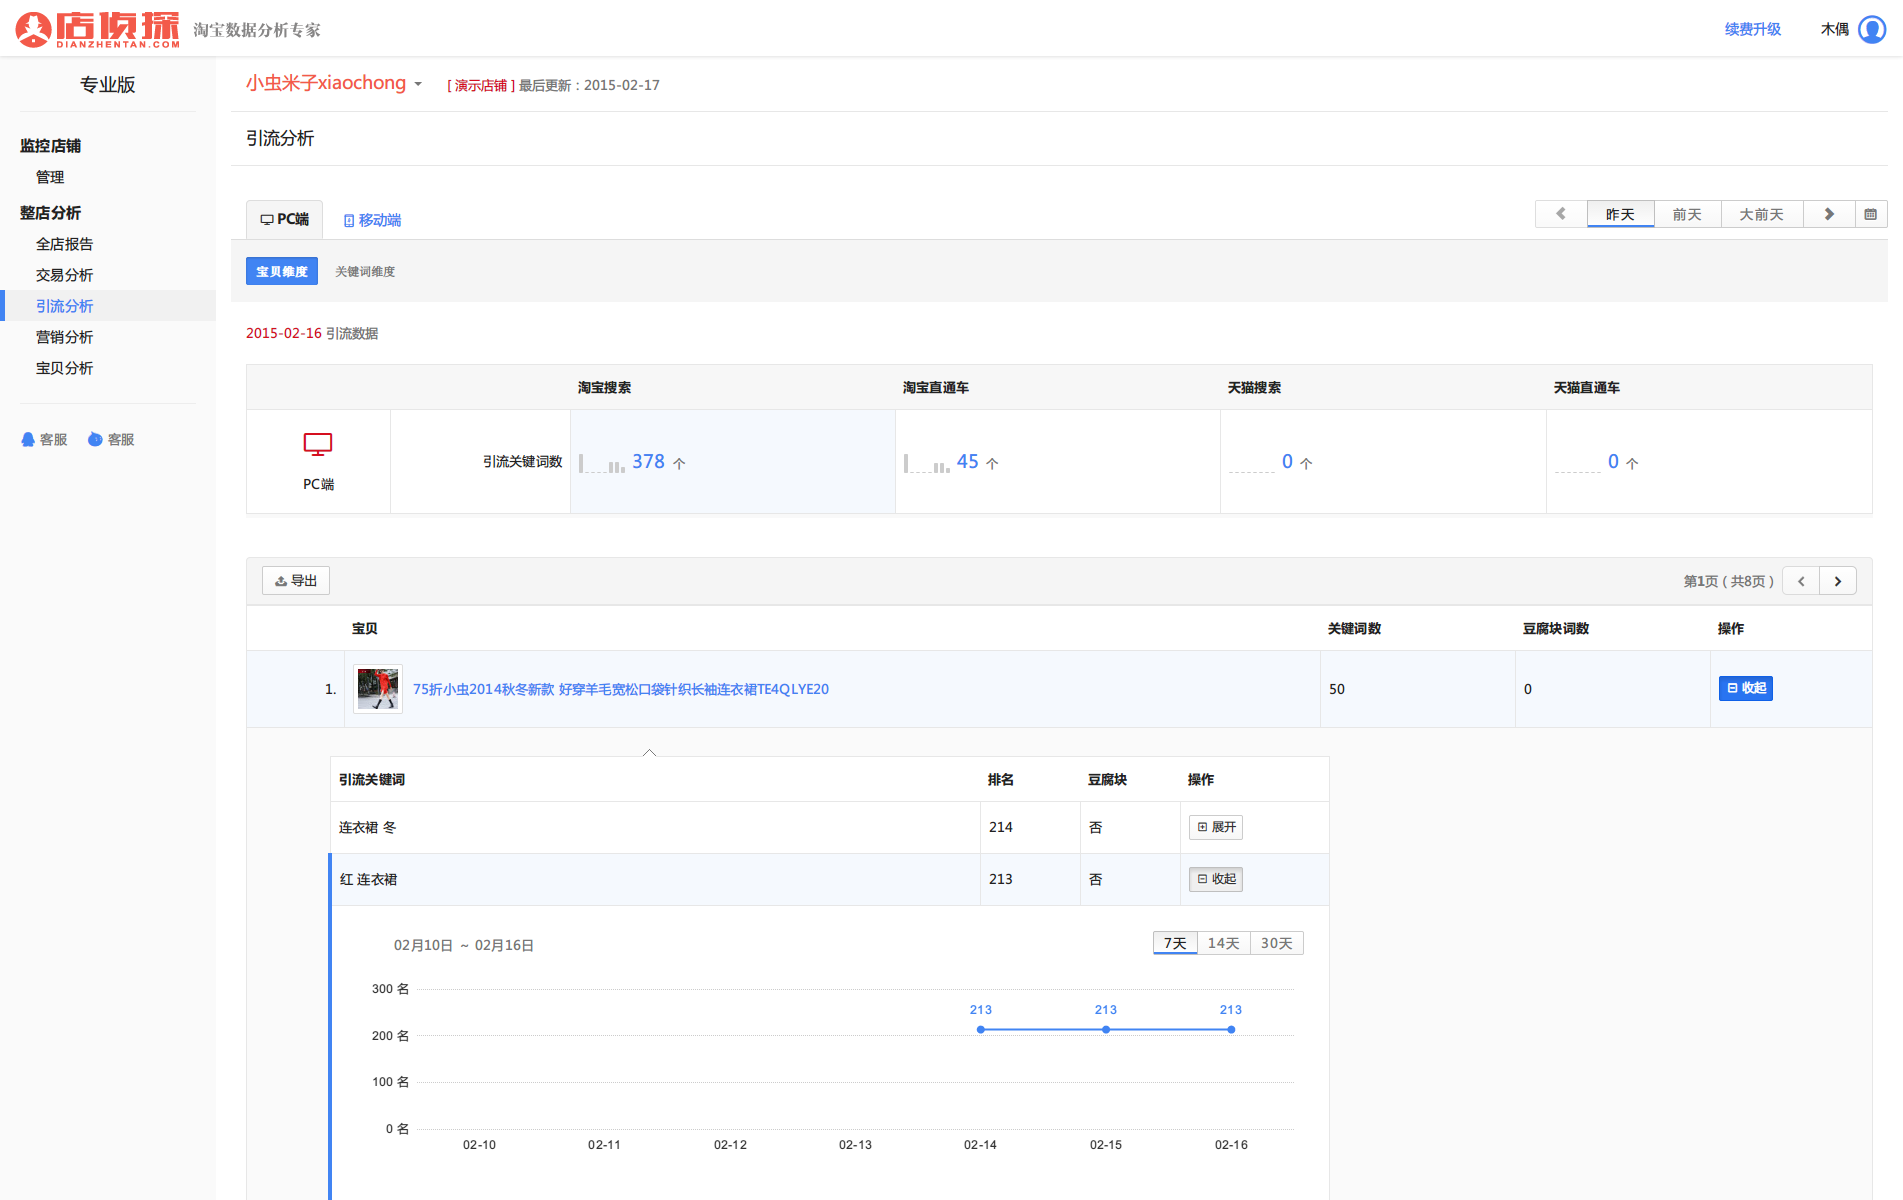 店侦探
DIANZHENTAN.COM
淘宝数据分析专家
续费升级
木偶
专业版
监控店铺
管理
整店分析
全店报告
交易分析
引流分析
营销分析
宝贝分析
客服
客服
小虫米子xiaochong
[ 演示店铺 ] 最后更新：2015-02-17
引流分析
PC端
移动端
昨天
前天
大前天
宝贝维度
关键词维度
2015-02-16 引流数据
淘宝搜索
淘宝直通车
天猫搜索
天猫直通车
PC端
引流关键词数
378 个
45 个
0 个
0 个
导出
第1页 ( 共8页 )
宝贝
关键词数
豆腐块词数
操作
1.
75折小虫2014秋冬新款 好穿羊毛宽松口袋针织长袖连衣裙TE4QLYE20
50
0
收起
引流关键词
排名
豆腐块
操作
连衣裙 冬
214
否
展开
红 连衣裙
213
否
收起
02月10日 ~ 02月16日
7天
14天
30天
300 名
213
213
213
200 名
100 名
0 名
02-10
02-11
02-12
02-13
02-14
02-15
02-16